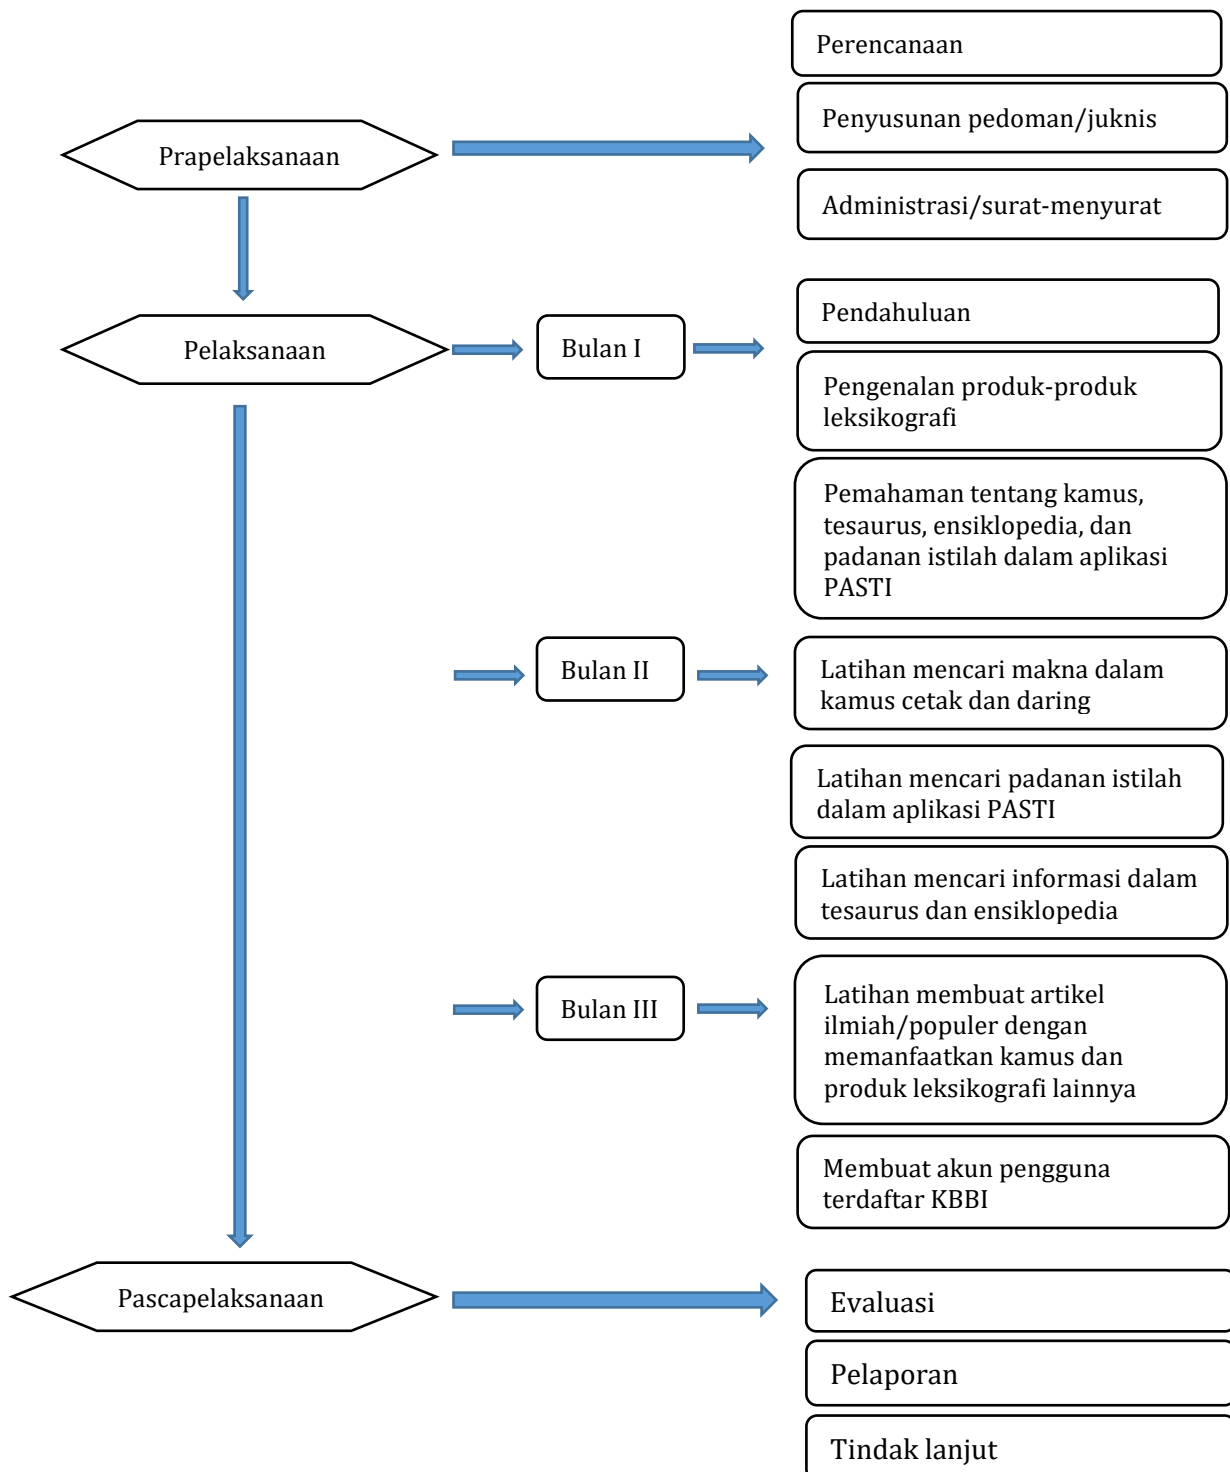 Perencanaan
Penyusunan pedoman/juknis
Prapelaksanaan
Administrasi/surat-menyurat
Pendahuluan
Pelaksanaan
Bulan I
Pengenalan produk-produk
leksikografi
Pemahaman tentang kamus,
tesaurus, ensiklopedia, dan
padanan istilah dalam aplikasi
PASTI
Bulan II
Latihan mencari makna dalam
kamus cetak dan daring
Latihan mencari padanan istilah
dalam aplikasi PASTI
Latihan mencari informasi dalam
tesaurus dan ensiklopedia
Bulan III
Latihan membuat artikel
ilmiah/populer dengan
memanfaatkan kamus dan
produk leksikografi lainnya
Membuat akun pengguna
terdaftar KBBI
Pascapelaksanaan
Evaluasi
Pelaporan
Tindak lanjut